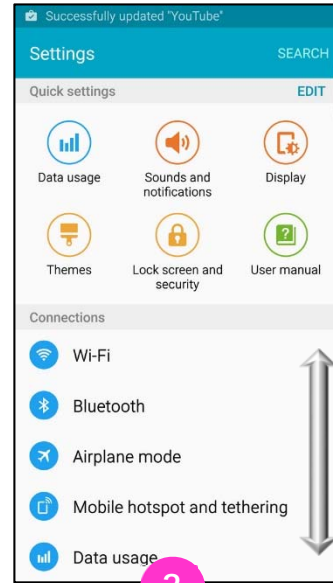 Successfully updated "YouTube"
Settings
SEARCH
Quick settings
EDIT
Data usage
Sounds and
notifications
Display
Themes
Lock screen and
security
User manual
?
Connections
Wi-Fi
Bluetooth
Airplane mode
Mobile hotspot and tethering
Data usage